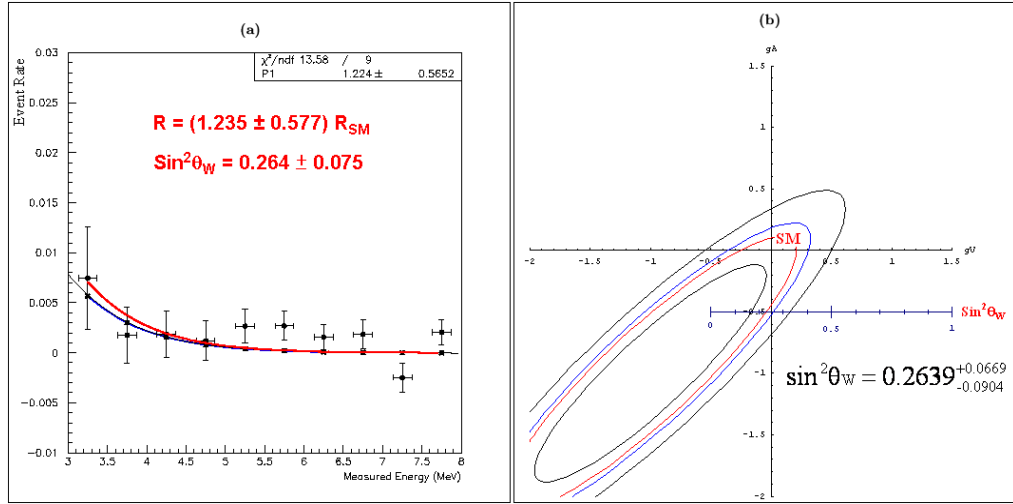 (a)
χ²/ndf 13.58 / 9
P1 1.224 ± 0.5652
R = (1.235 ± 0.577) R_SM
Sin²θ_W = 0.264 ± 0.075
Event Rate
0.03
0.025
0.02
0.015
0.01
0.005
0
-0.005
-0.01
3 3.5 4 4.5 5 5.5 6 6.5 7 7.5 8
Measured Energy (MeV)
(b)
gA
1.5
1
0.5
SM
-2 -1.5 -1 -0.5 0.5 1 1.5 gV
-0.5
0 0.5 1 Sin²θ_W
sin²θ_W = 0.2639 +0.0669 -0.0904
-1
-1.5
-2